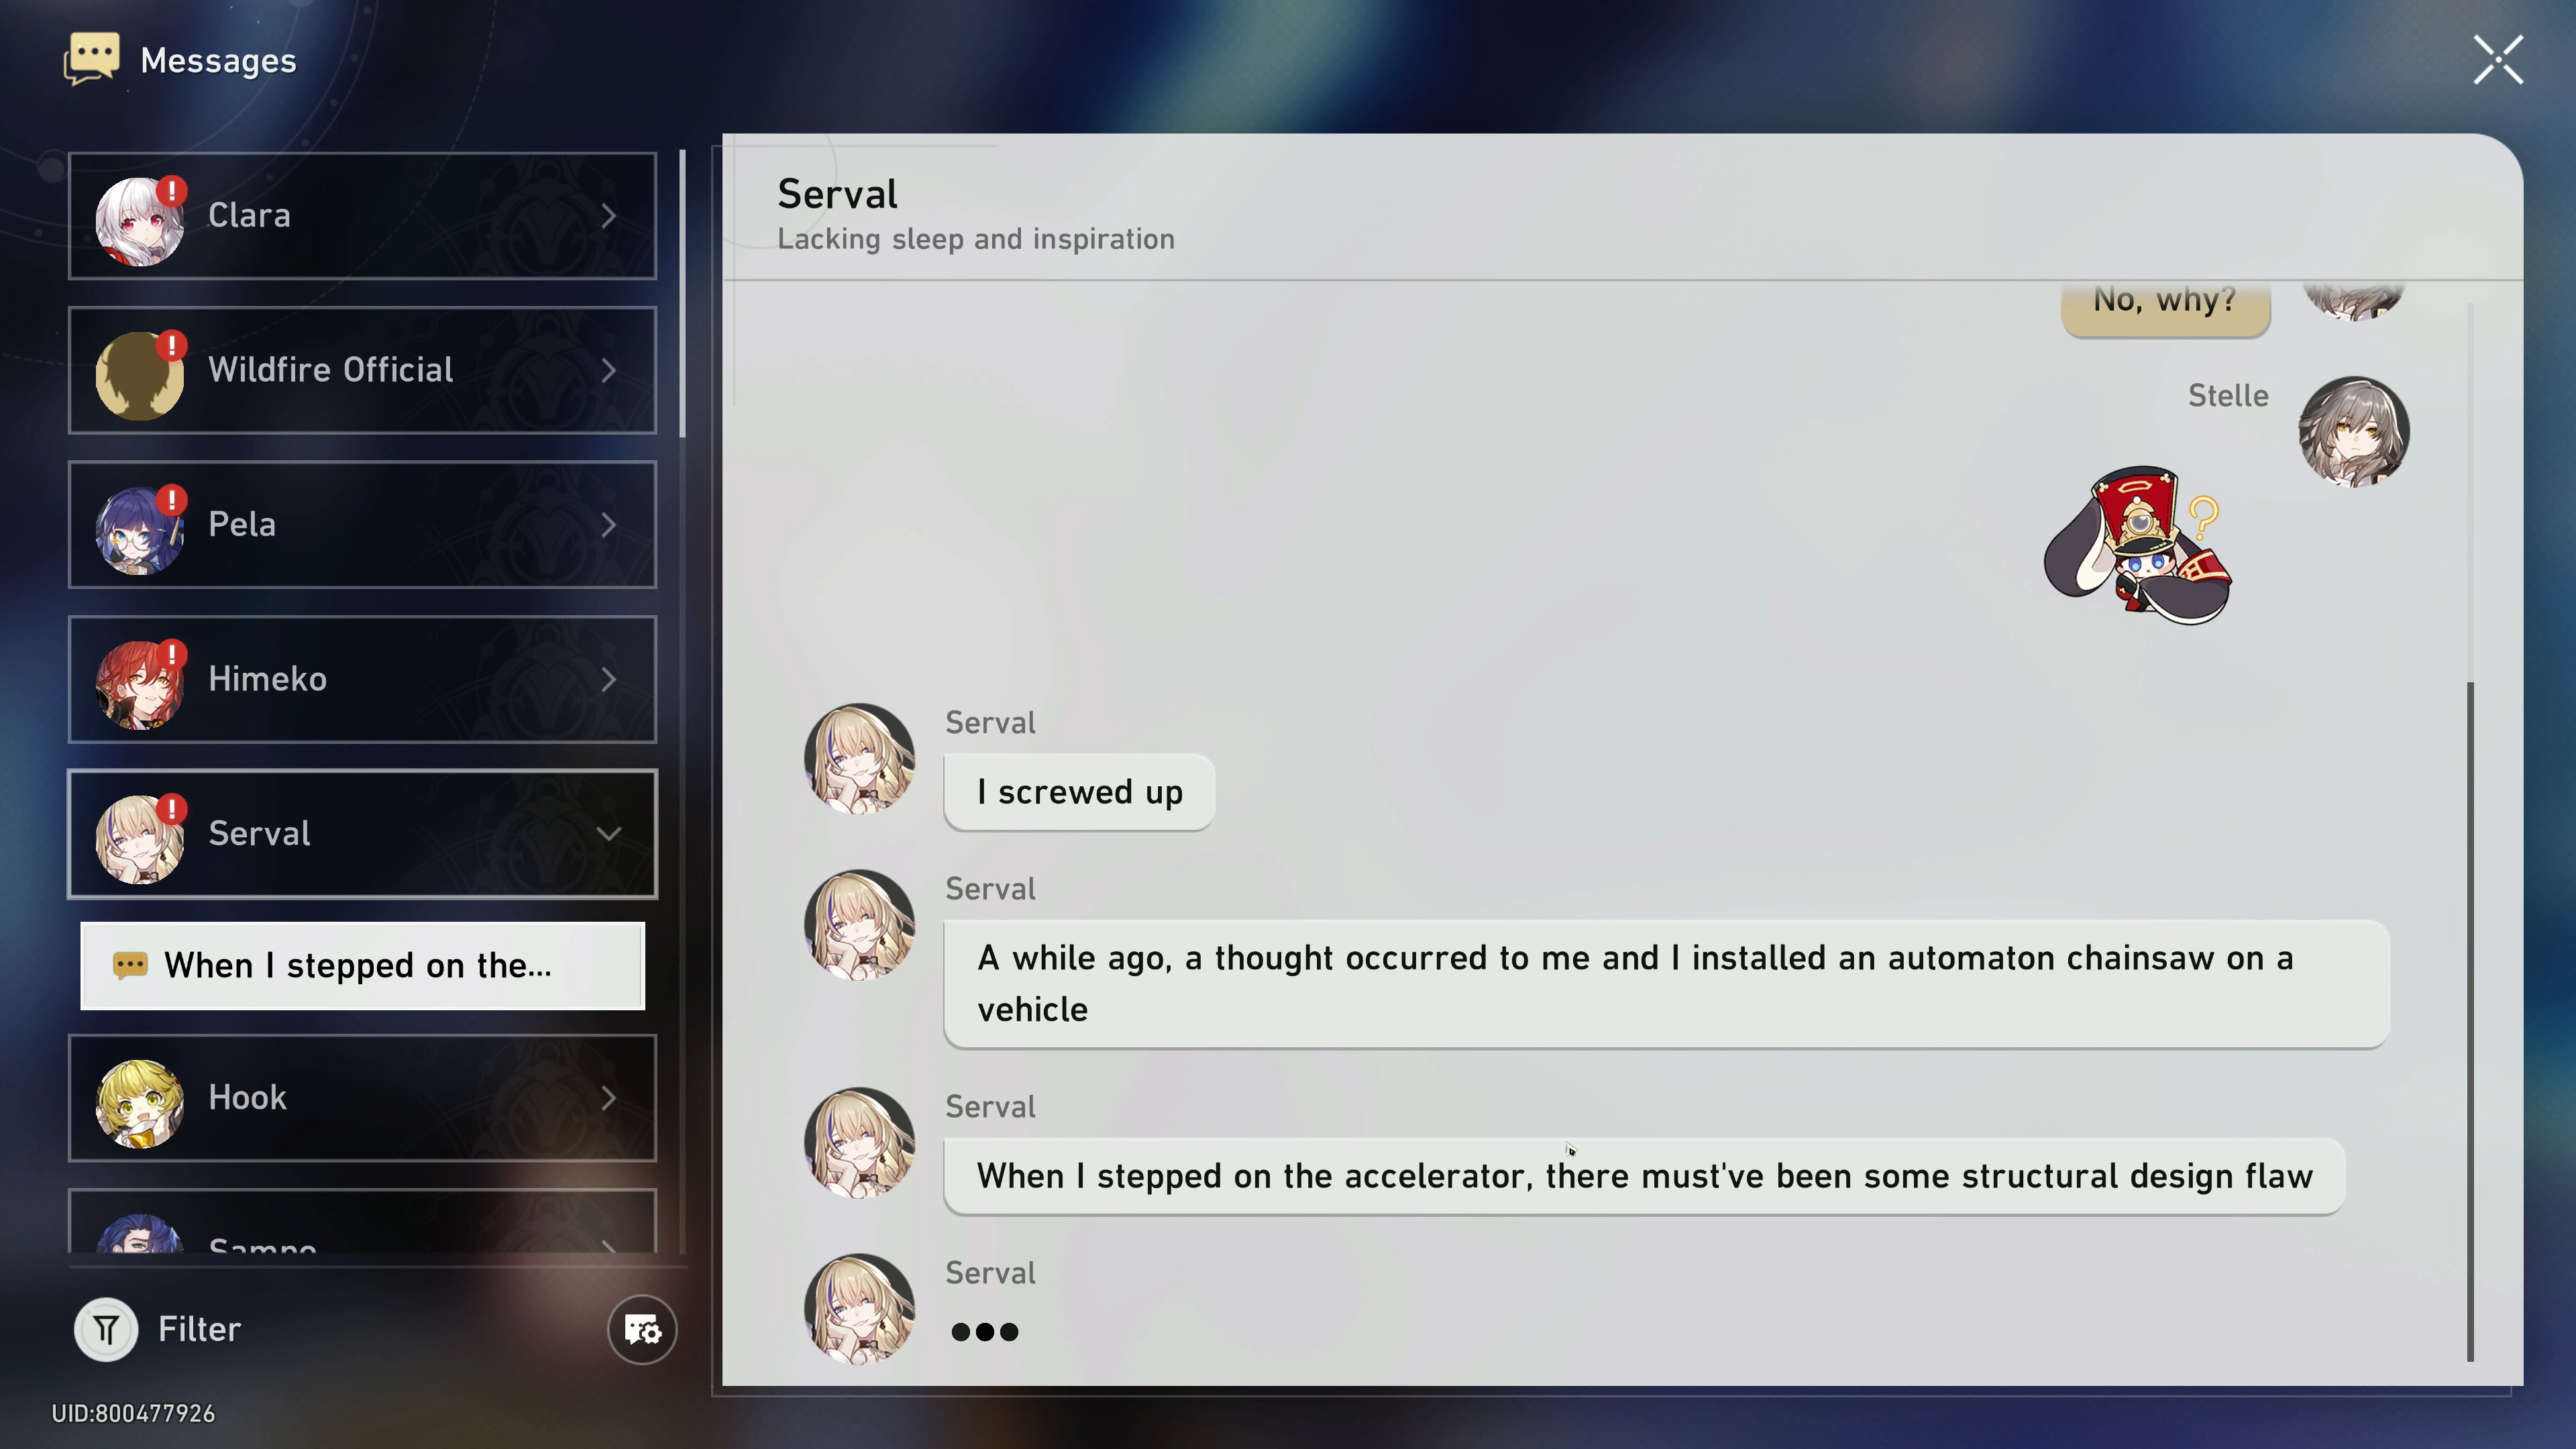 Messages
Clara
Wildfire Official
Pela
Himeko
Serval
When I stepped on the...
Hook
Sampo
Filter
UID:800477926
Serval
Lacking sleep and inspiration
No, why?
Stelle
Serval
I screwed up
Serval
A while ago, a thought occurred to me and I installed an automaton chainsaw on a
vehicle
Serval
When I stepped on the accelerator, there must've been some structural design flaw
Serval